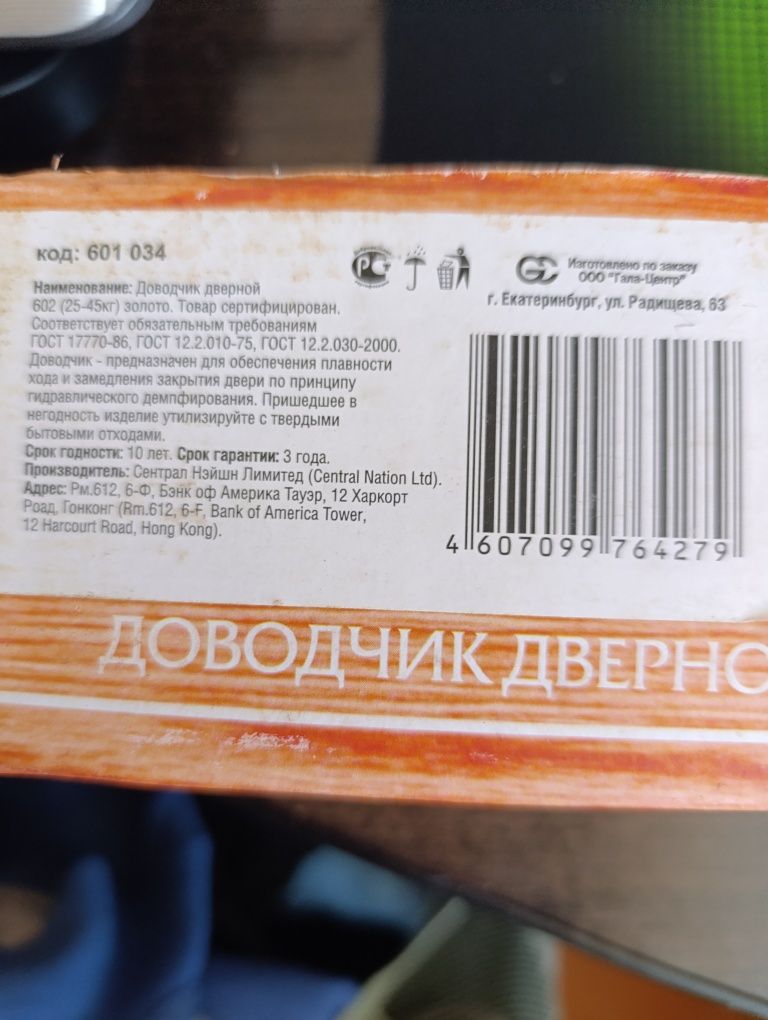 код: 601 034
Наименование: Доводчик дверной
602 (25-45кг) золото. Товар сертифицирован.
Соответствует обязательным требованиям
ГОСТ 17770-86, ГОСТ 12.2.010-75, ГОСТ 12.2.030-2000.
Доводчик - предназначен для обеспечения плавности
хода и замедления закрытия двери по принципу
гидравлического демпфирования. Пришедшее в
негодность изделие утилизируйте с твердыми
бытовыми отходами.
Срок годности: 10 лет. Срок гарантии: 3 года.
Производитель: Сентрал Нэйшн Лимитед (Central Nation Ltd).
Адрес: Рм.612, 6-Ф, Бэнк оф Америка Тауэр, 12 Харкорт
Роад, Гонконг (Rm.612, 6-F, Bank of America Tower,
12 Harcourt Road, Hong Kong).
РСТ
GC
Изготовлено по заказу
ООО "Гала-Центр"
г. Екатеринбург, ул. Радищева, 63
4 607099 764279
ДОВОДЧИК ДВЕРНО